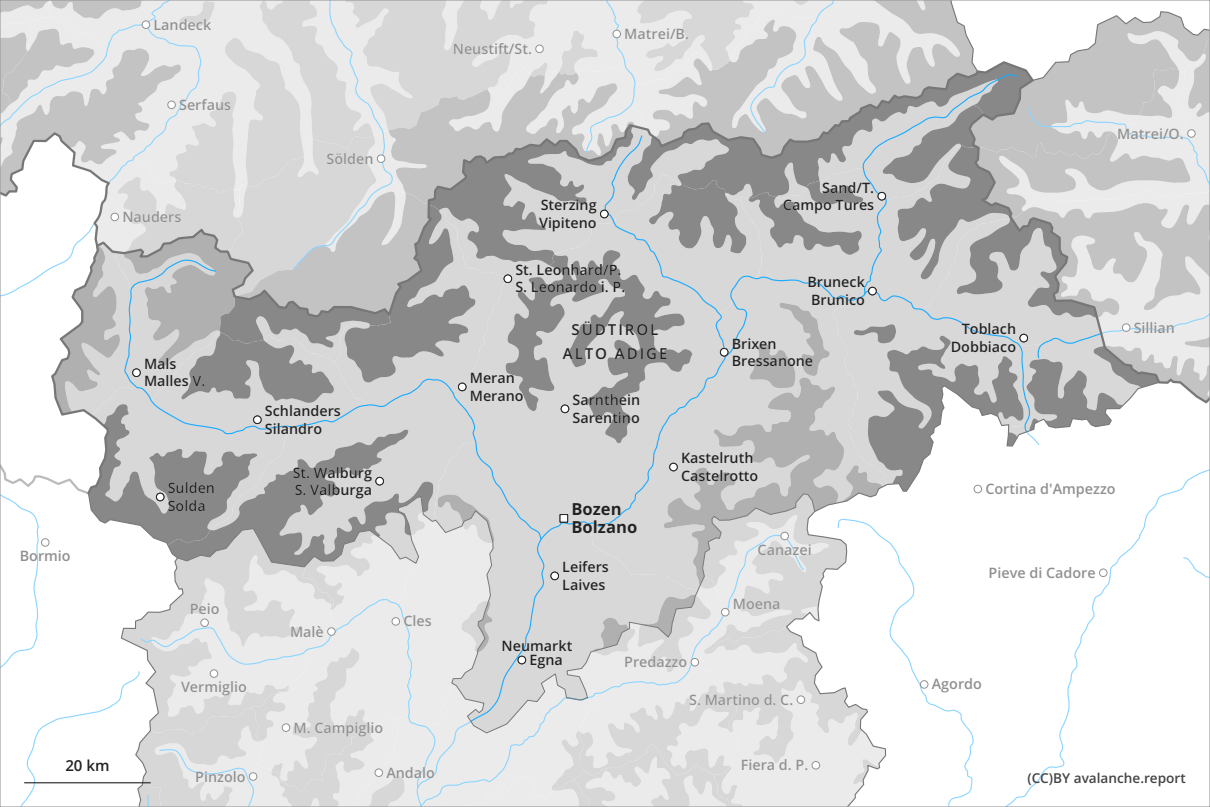 Landeck
Matrei/B.
Neustift/St.
Serfaus
Matrei/O.
Sölden
Sand/T.
Campo Tures
Sterzing
Vipiteno
Nauders
St. Leonhard/P.
S. Leonardo i. P.
Bruneck
Brunico
SÜDTIROL
ALTO ADIGE
Toblach
Dobbiaco
Sillian
Brixen
Bressanone
Mals
Malles V.
Meran
Merano
Sarnthein
Sarentino
Schlanders
Silandro
Kastelruth
Castelrotto
St. Walburg
S. Valburga
Sulden
Solda
Cortina d'Ampezzo
Bozen
Bolzano
Bormio
Canazei
Leifers
Laives
Pieve di Cadore
Peio
Moena
Cles
Malè
Neumarkt
Egna
Predazzo
Vermiglio
Agordo
S. Martino d. C.
M. Campiglio
Fiera d. P.
20 km
Pinzolo
Andalo
(CC)BY avalanche.report